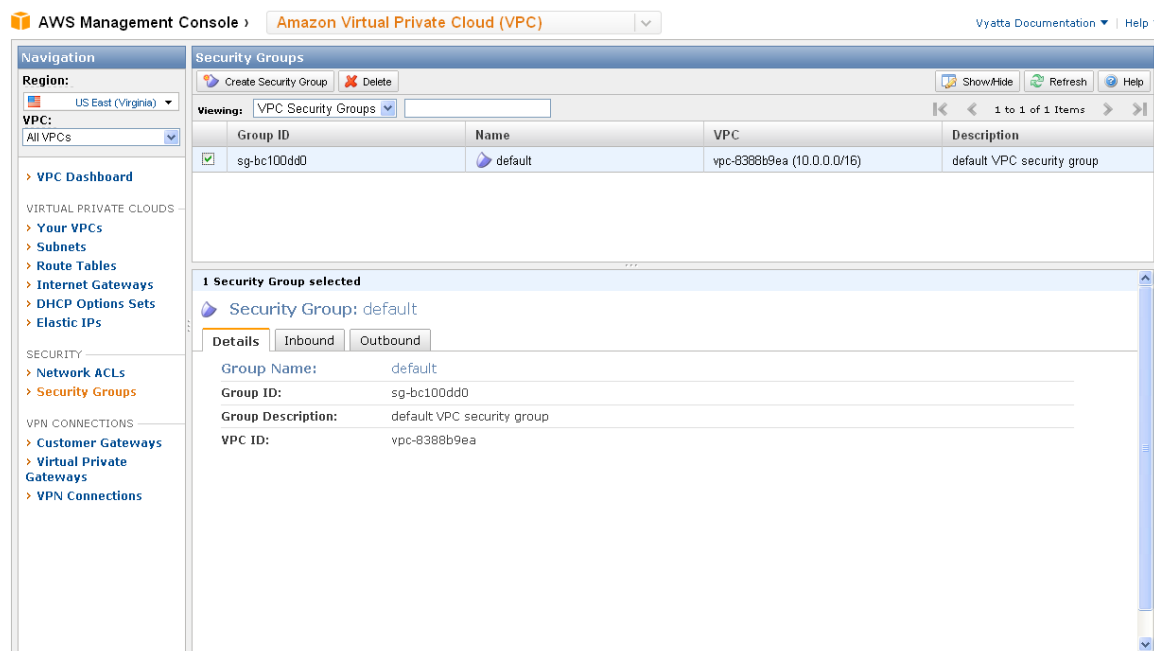 AWS Management Console › Amazon Virtual Private Cloud (VPC) Vyatta Documentation | Help
Navigation
Region:
US East (Virginia)
VPC:
All VPCs
VPC Dashboard
VIRTUAL PRIVATE CLOUDS
Your VPCs
Subnets
Route Tables
Internet Gateways
DHCP Options Sets
Elastic IPs
SECURITY
Network ACLs
Security Groups
VPN CONNECTIONS
Customer Gateways
Virtual Private
Gateways
VPN Connections
Security Groups
Create Security Group Delete Show/Hide Refresh Help
Viewing: VPC Security Groups 1 to 1 of 1 Items
Group ID Name VPC Description
sg-bc100dd0 default vpc-8388b9ea (10.0.0.0/16) default VPC security group
1 Security Group selected
Security Group: default
Details Inbound Outbound
Group Name: default
Group ID: sg-bc100dd0
Group Description: default VPC security group
VPC ID: vpc-8388b9ea